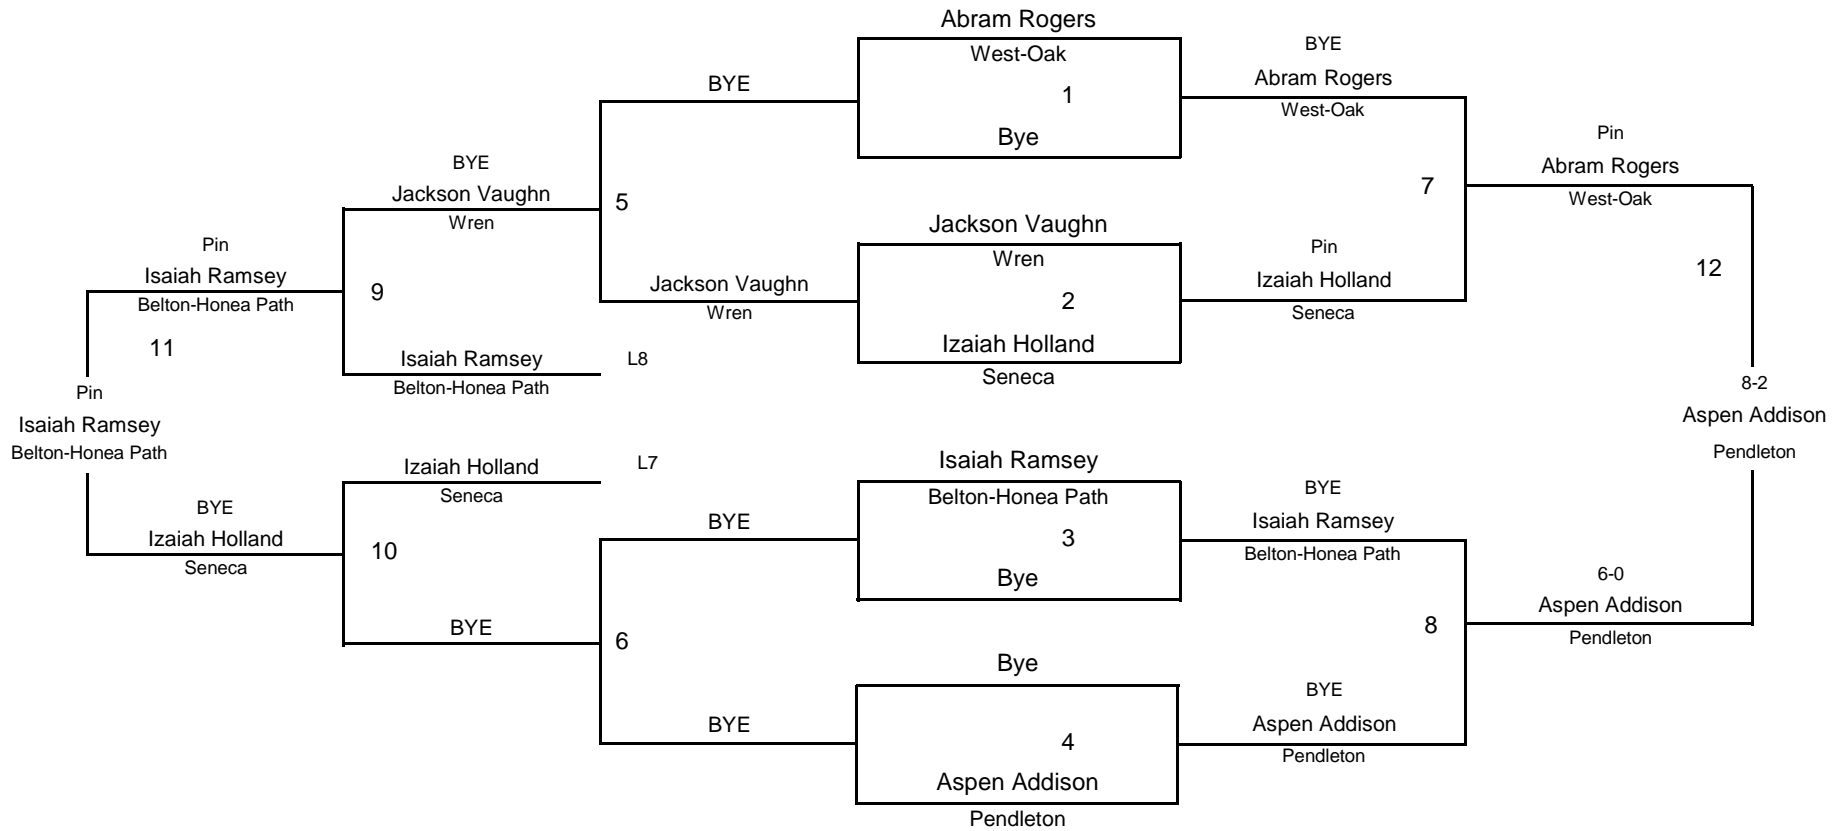 Abram Rogers
West-Oak
1
Bye
BYE
Abram Rogers
West-Oak
BYE
Pin
Abram Rogers
West-Oak
7
BYE
Jackson Vaughn
Wren
5
Jackson Vaughn
Wren
2
Izaiah Holland
Seneca
Pin
Izaiah Holland
Seneca
12
Pin
Isaiah Ramsey
Belton-Honea Path
9
Jackson Vaughn
Wren
11
Isaiah Ramsey
Belton-Honea Path
L8
Pin
Isaiah Ramsey
Belton-Honea Path
8-2
Aspen Addison
Pendleton
Izaiah Holland
Seneca
L7
Isaiah Ramsey
Belton-Honea Path
3
Bye
BYE
Isaiah Ramsey
Belton-Honea Path
BYE
Izaiah Holland
Seneca
10
BYE
BYE
6
6-0
Aspen Addison
Pendleton
8
Bye
4
Aspen Addison
Pendleton
BYE
BYE
Aspen Addison
Pendleton